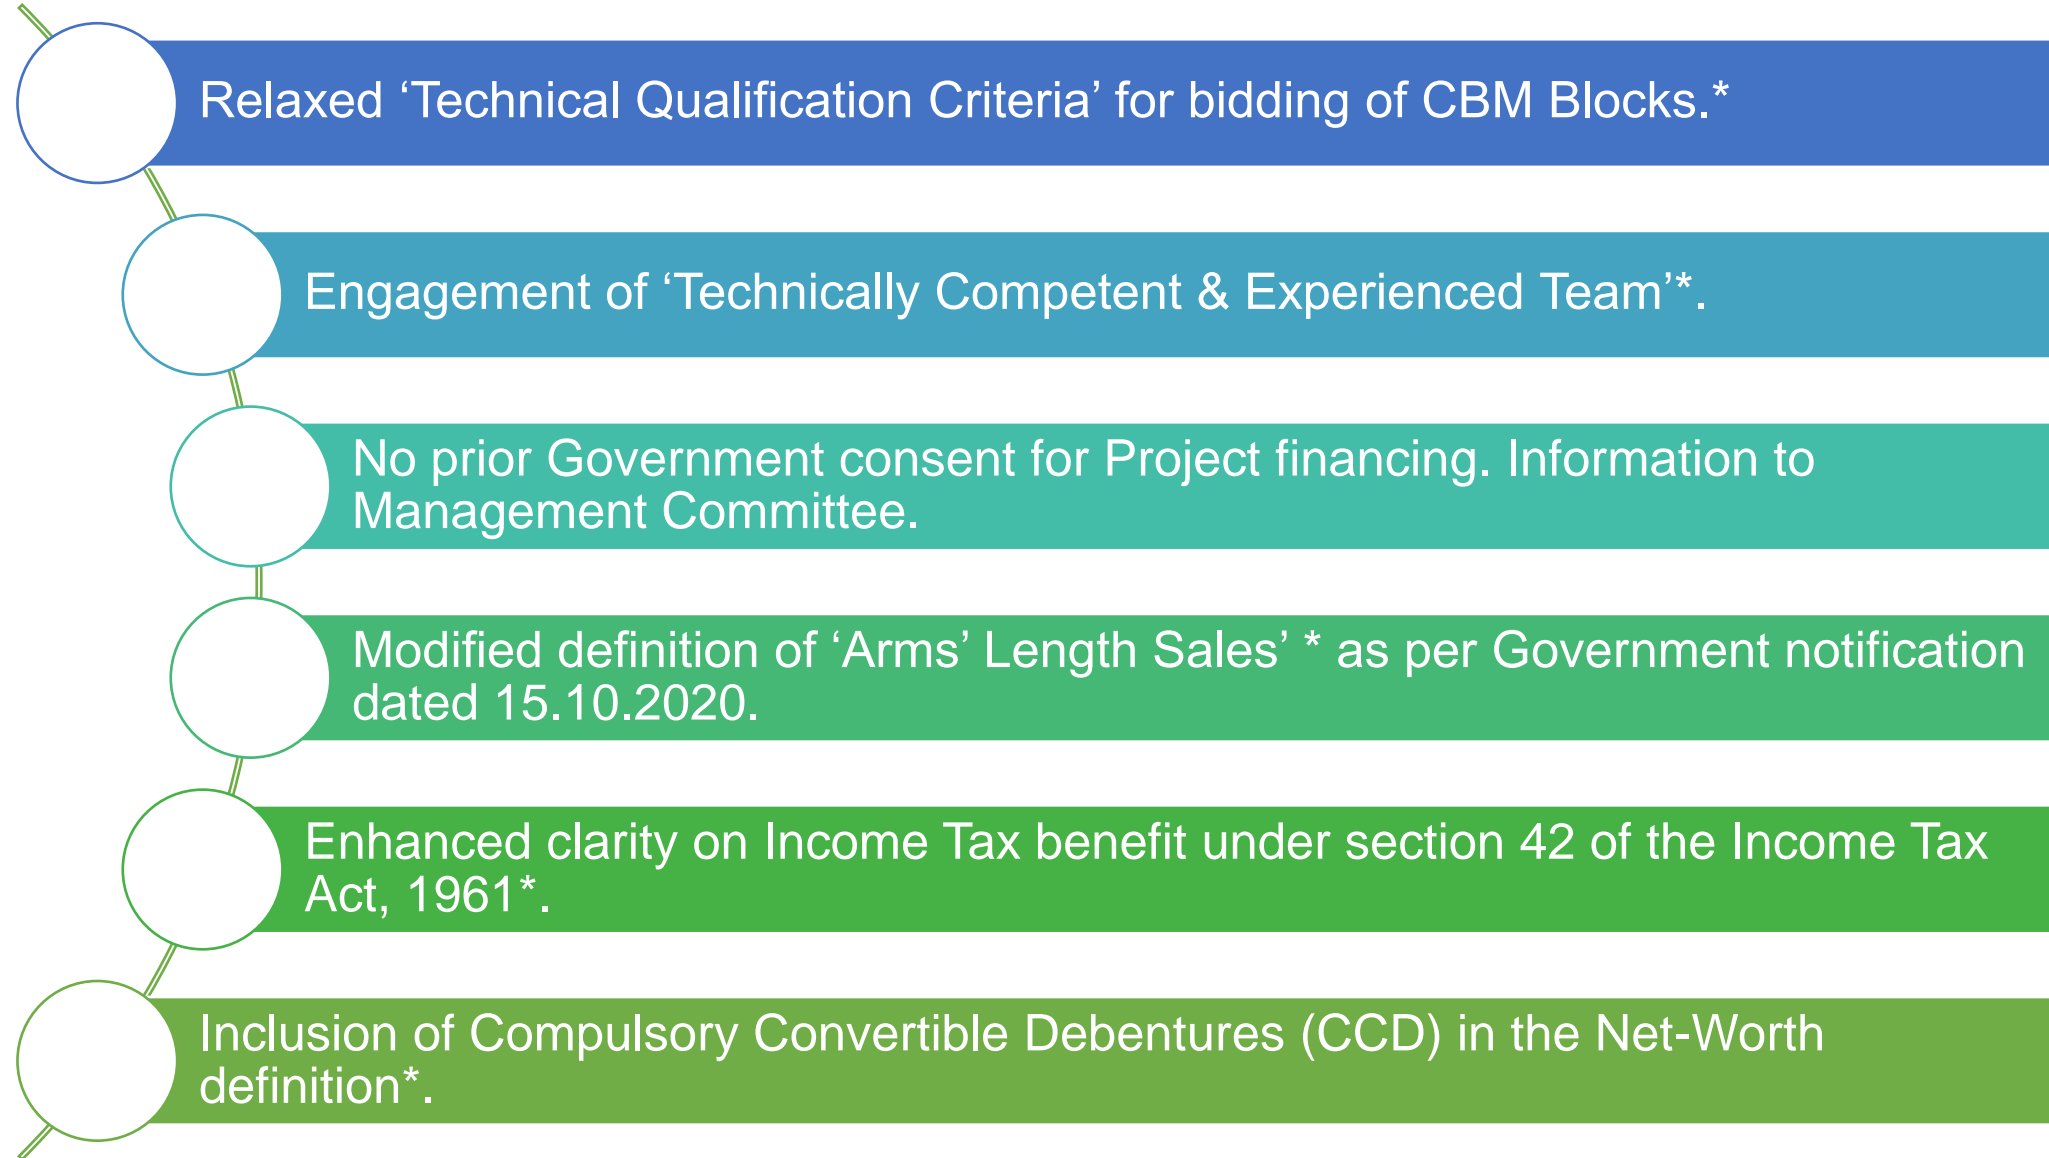 Relaxed ‘Technical Qualification Criteria’ for bidding of CBM Blocks.*
Engagement of ‘Technically Competent & Experienced Team’*.
No prior Government consent for Project financing. Information to
Management Committee.
Modified definition of ‘Arms’ Length Sales’ * as per Government notification
dated 15.10.2020.
Enhanced clarity on Income Tax benefit under section 42 of the Income Tax
Act, 1961*.
Inclusion of Compulsory Convertible Debentures (CCD) in the Net-Worth
definition*.